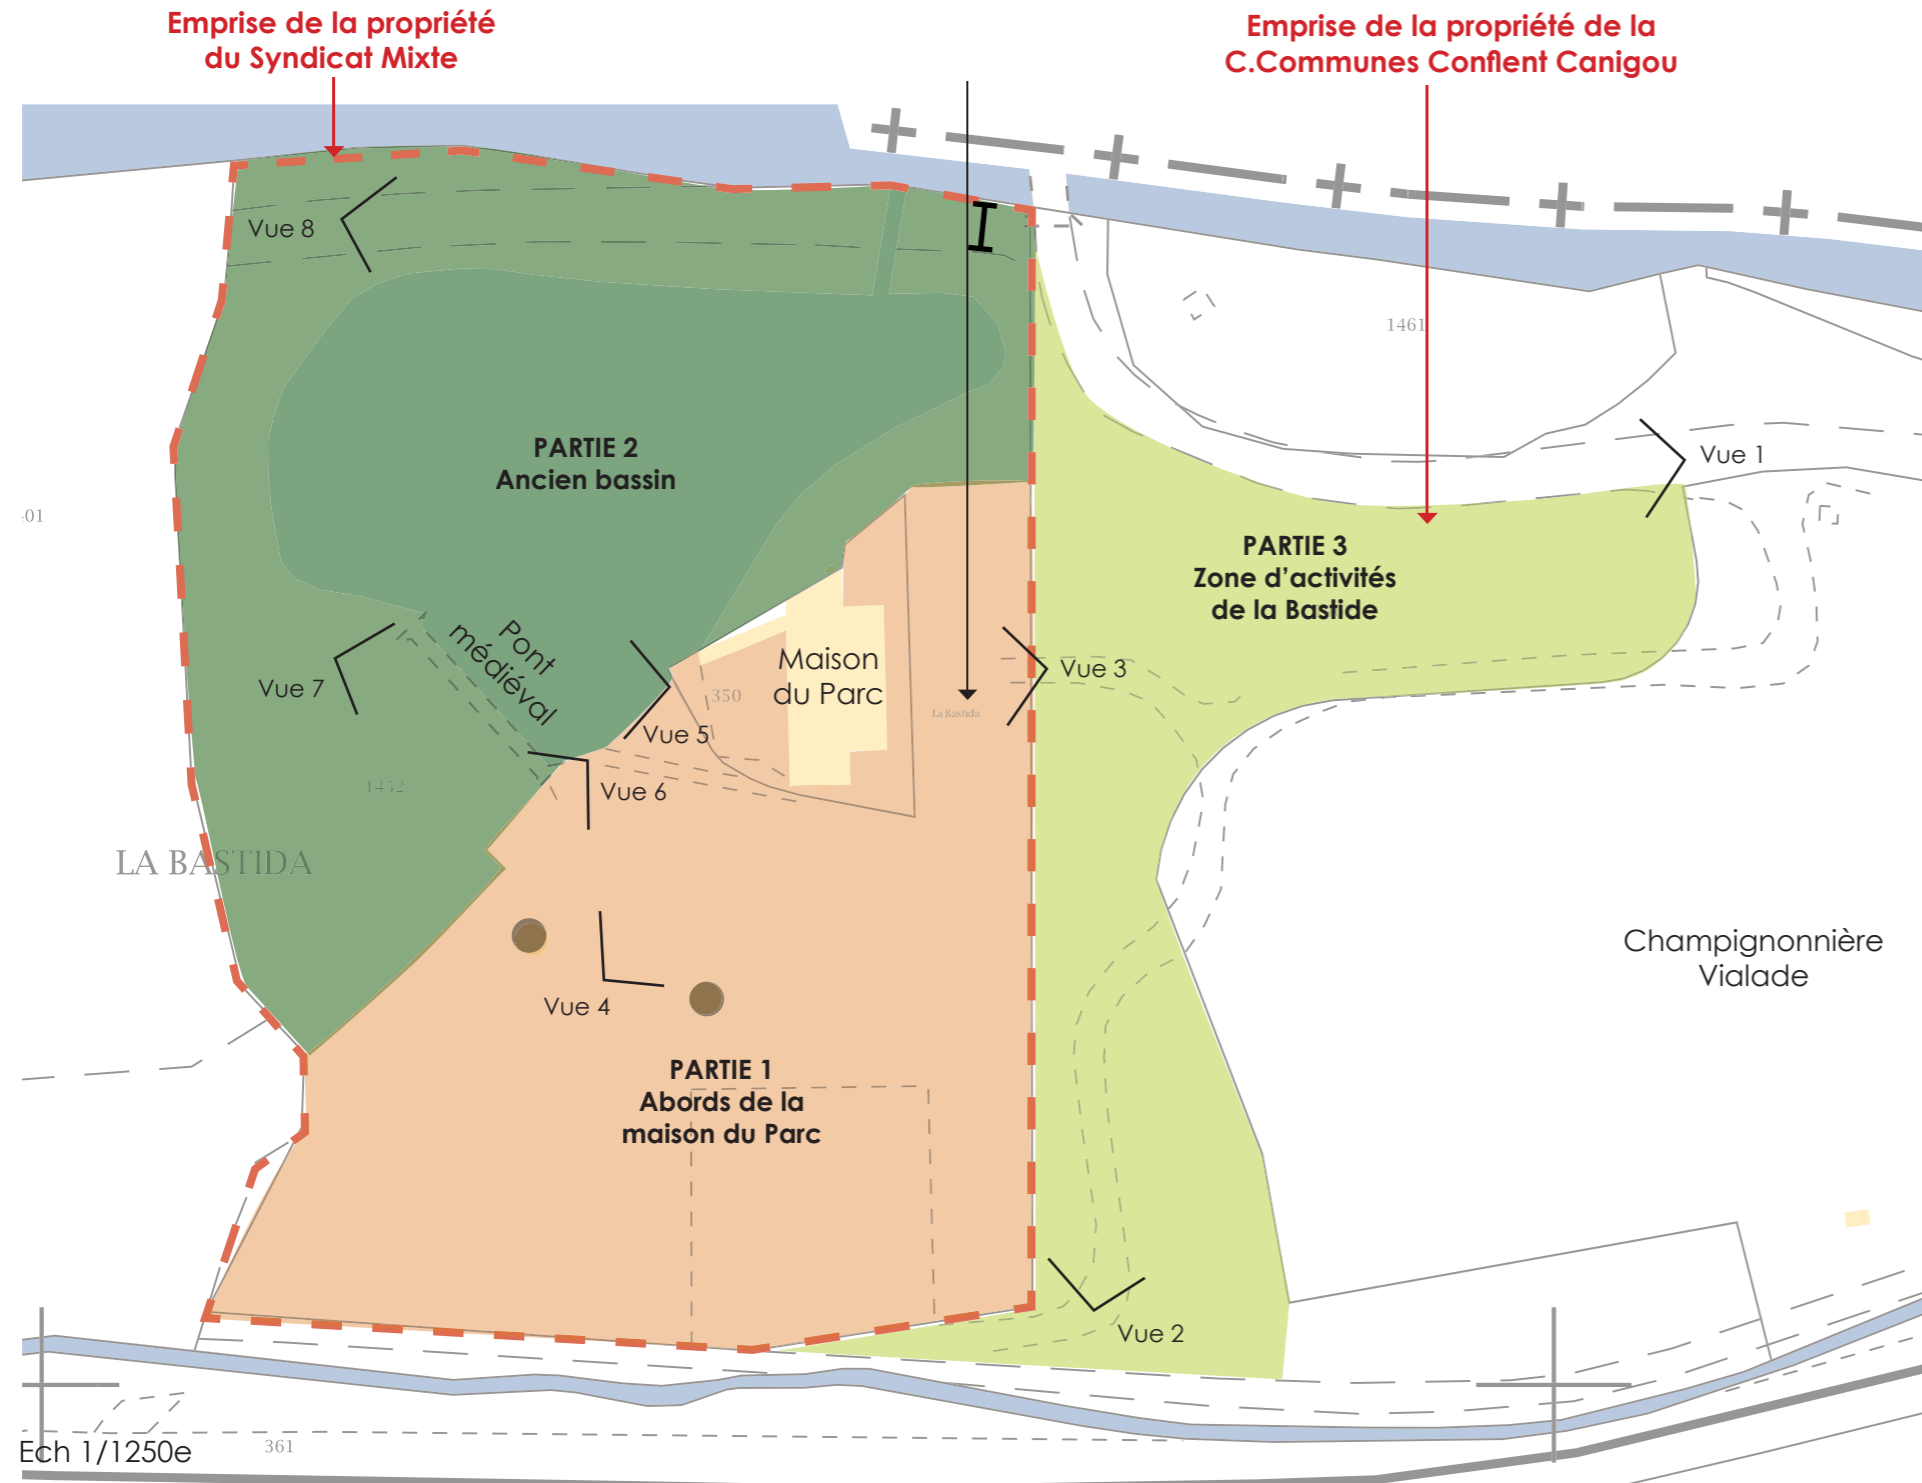 Emprise de la propriété
du Syndicat Mixte
Emprise de la propriété de la
C.Communes Conflent Canigou
Vue 8
1461
PARTIE 2
Ancien bassin
Vue 1
01
PARTIE 3
Zone d'activités
de la Bastide
Pont
médiéval
Maison
du Parc
Vue 3
Vue 7
350
La Bastida
Vue 5
1452
Vue 6
LA BASTIDA
Champignonnière
Vialade
Vue 4
PARTIE 1
Abords de la
maison du Parc
Vue 2
Ech 1/1250e
361